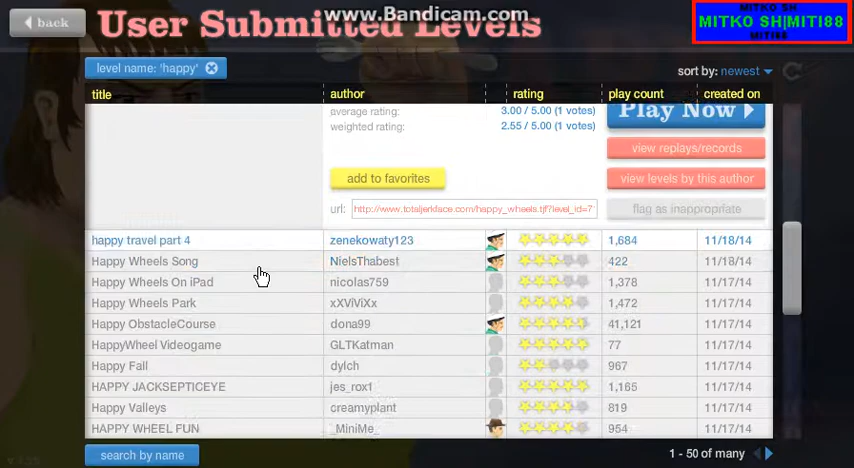 back
User Submitted Levels
www.Bandicam.com
MITKO SH
MITKO SH|MITI88
MITI88
level name: 'happy'
sort by: newest
title author rating play count created on
average rating: 3.00 / 5.00 (1 votes)
weighted rating: 2.55 / 5.00 (1 votes)
Play Now
view replays/records
add to favorites
view levels by this author
url: http://www.totaljerkface.com/happy_wheels.tjf?level_id=7
flag as inappropriate
happy travel part 4 zenekowaty123 1,684 11/18/14
Happy Wheels Song NielsThabest 422 11/18/14
Happy Wheels On iPad nicolas759 1,378 11/17/14
Happy Wheels Park xXViViXx 1,472 11/17/14
Happy ObstacleCourse dona99 41,121 11/17/14
HappyWheel Videogame GLTKatman 77 11/17/14
Happy Fall dylch 967 11/17/14
HAPPY JACKSEPTICEYE jes_rox1 1,165 11/17/14
Happy Valleys creamyplant 819 11/17/14
HAPPY WHEEL FUN _MiniMe_ 954 11/17/14
search by name
1 - 50 of many